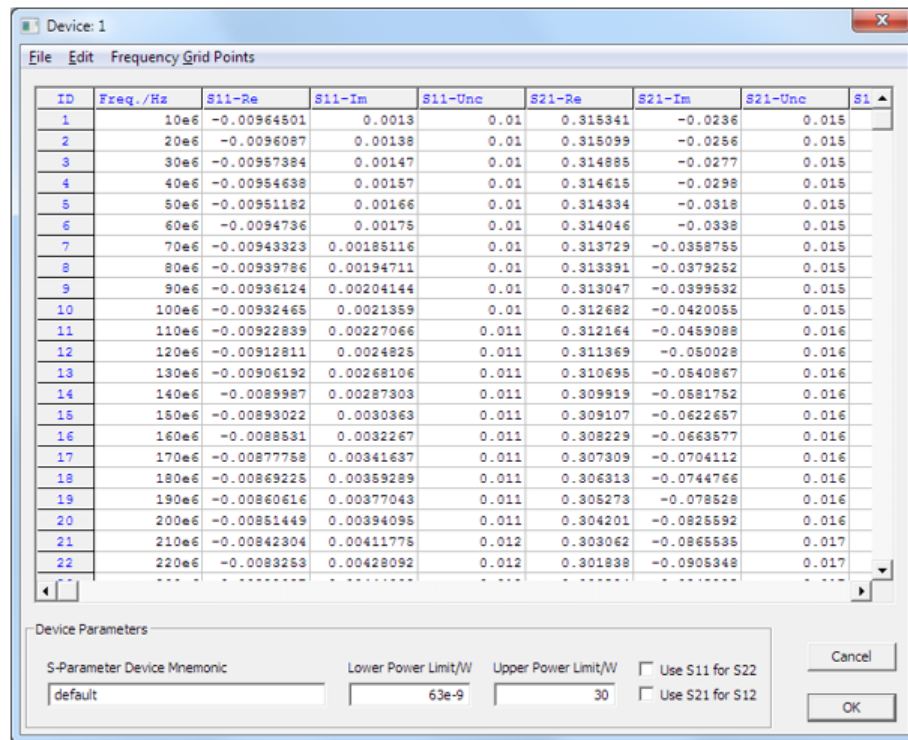 Device: 1
File Edit Frequency Grid Points
ID Freq./Hz S11-Re S11-Im S11-Unc S21-Re S21-Im S21-Unc S1
1 10e6 -0.00964501 0.0013 0.01 0.315341 -0.0236 0.015
2 20e6 -0.0096087 0.00138 0.01 0.315099 -0.0256 0.015
3 30e6 -0.00957384 0.00147 0.01 0.314885 -0.0277 0.015
4 40e6 -0.00954638 0.00157 0.01 0.314615 -0.0298 0.015
5 50e6 -0.00951182 0.00166 0.01 0.314334 -0.0318 0.015
6 60e6 -0.0094736 0.00175 0.01 0.314046 -0.0338 0.015
7 70e6 -0.00943323 0.00185116 0.01 0.313729 -0.0358755 0.015
8 80e6 -0.00939786 0.00194711 0.01 0.313391 -0.0379252 0.015
9 90e6 -0.00936124 0.00204144 0.01 0.313047 -0.0399532 0.015
10 100e6 -0.00932465 0.0021359 0.01 0.312682 -0.0420055 0.015
11 110e6 -0.00922839 0.00227066 0.011 0.312164 -0.0459088 0.016
12 120e6 -0.00912811 0.0024825 0.011 0.311369 -0.050028 0.016
13 130e6 -0.00906192 0.00268106 0.011 0.310695 -0.0540867 0.016
14 140e6 -0.0089987 0.00287303 0.011 0.309919 -0.0581752 0.016
15 150e6 -0.00893022 0.0030363 0.011 0.309107 -0.0622657 0.016
16 160e6 -0.0088531 0.0032267 0.011 0.308229 -0.0663577 0.016
17 170e6 -0.00877758 0.00341637 0.011 0.307309 -0.0704112 0.016
18 180e6 -0.00869225 0.00359289 0.011 0.306313 -0.0744766 0.016
19 190e6 -0.00860616 0.00377043 0.011 0.305273 -0.078528 0.016
20 200e6 -0.00851449 0.00394095 0.011 0.304201 -0.0825592 0.016
21 210e6 -0.00842304 0.00411775 0.012 0.303062 -0.0865535 0.017
22 220e6 -0.0083253 0.00428092 0.012 0.301838 -0.0905348 0.017
Device Parameters
S-Parameter Device Mnemonic Lower Power Limit/W Upper Power Limit/W Use S11 for S22 Cancel
default 63e-9 30 Use S21 for S12 OK